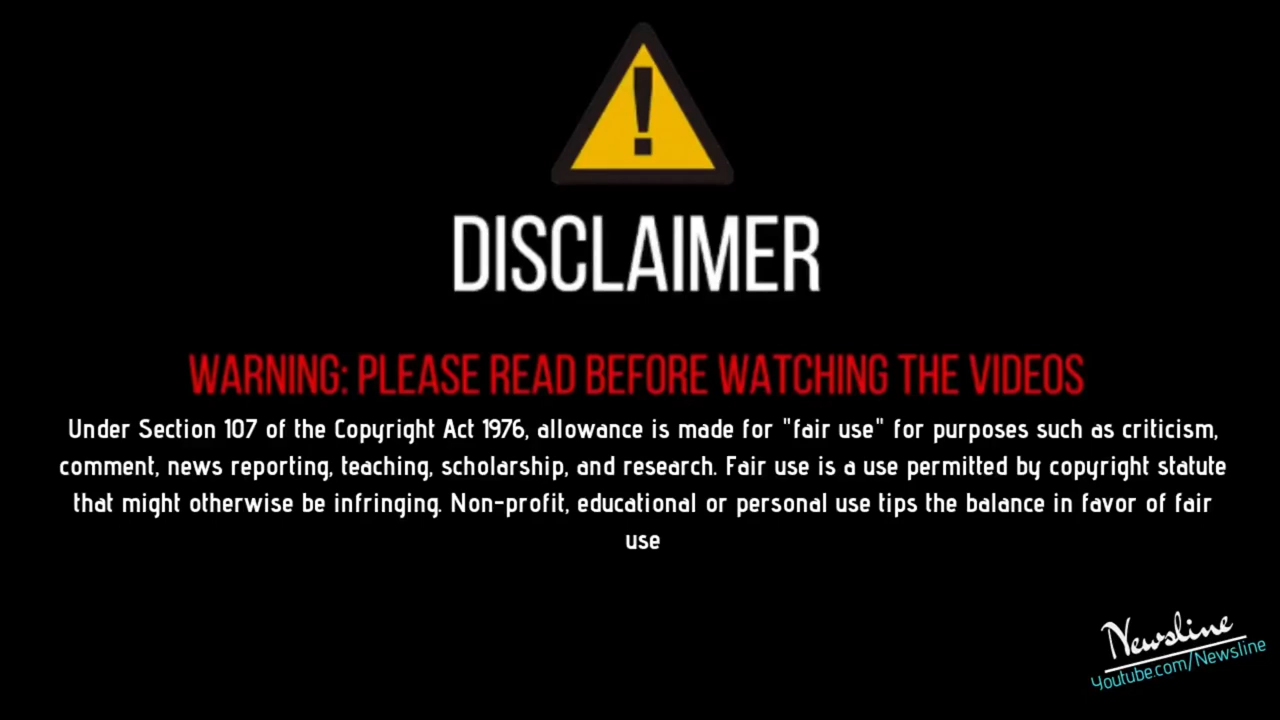 !
DISCLAIMER
WARNING: PLEASE READ BEFORE WATCHING THE VIDEOS
Under Section 107 of the Copyright Act 1976, allowance is made for "fair use" for purposes such as criticism,
comment, news reporting, teaching, scholarship, and research. Fair use is a use permitted by copyright statute
that might otherwise be infringing. Non-profit, educational or personal use tips the balance in favor of fair
use
Newsline
Youtube.com/Newsline